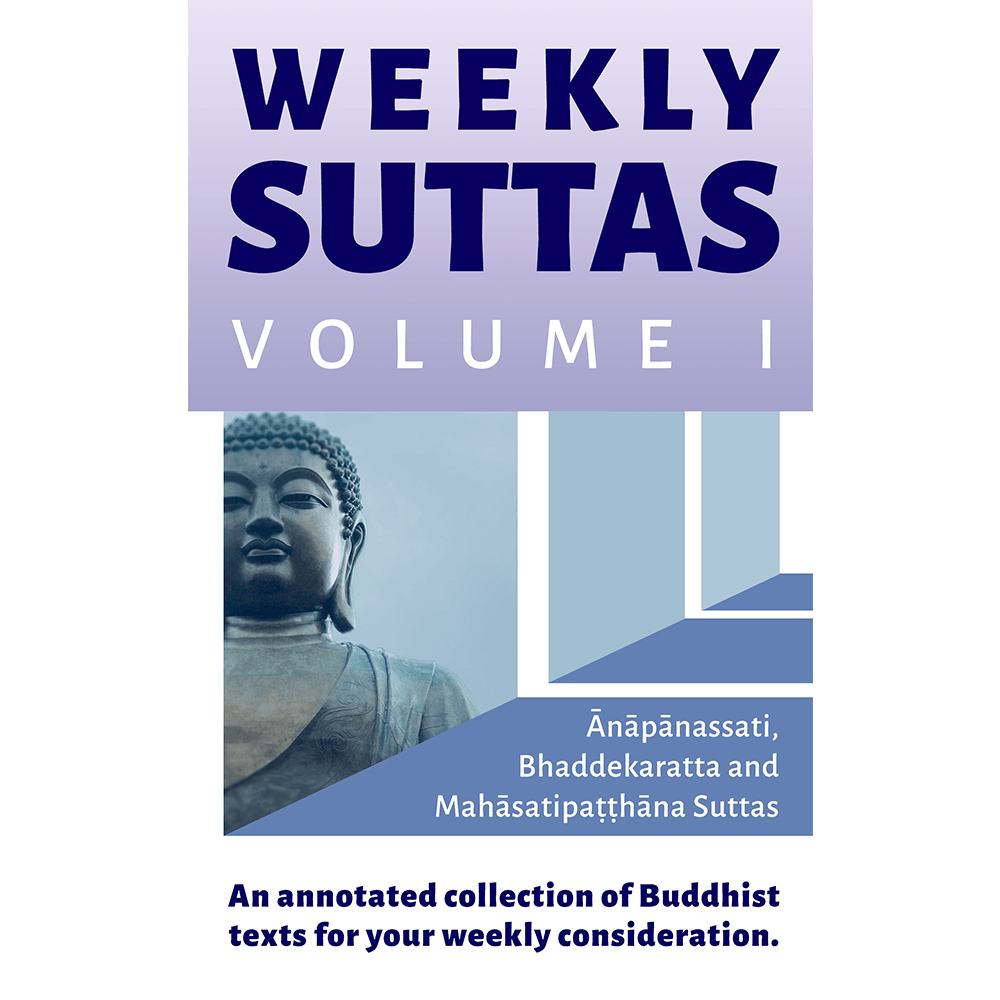 WEEKLY
SUTTAS
VOLUME I
Ānāpānassati,
Bhaddekaratta and
Mahāsatipaṭṭhāna Suttas
An annotated collection of Buddhist
texts for your weekly consideration.